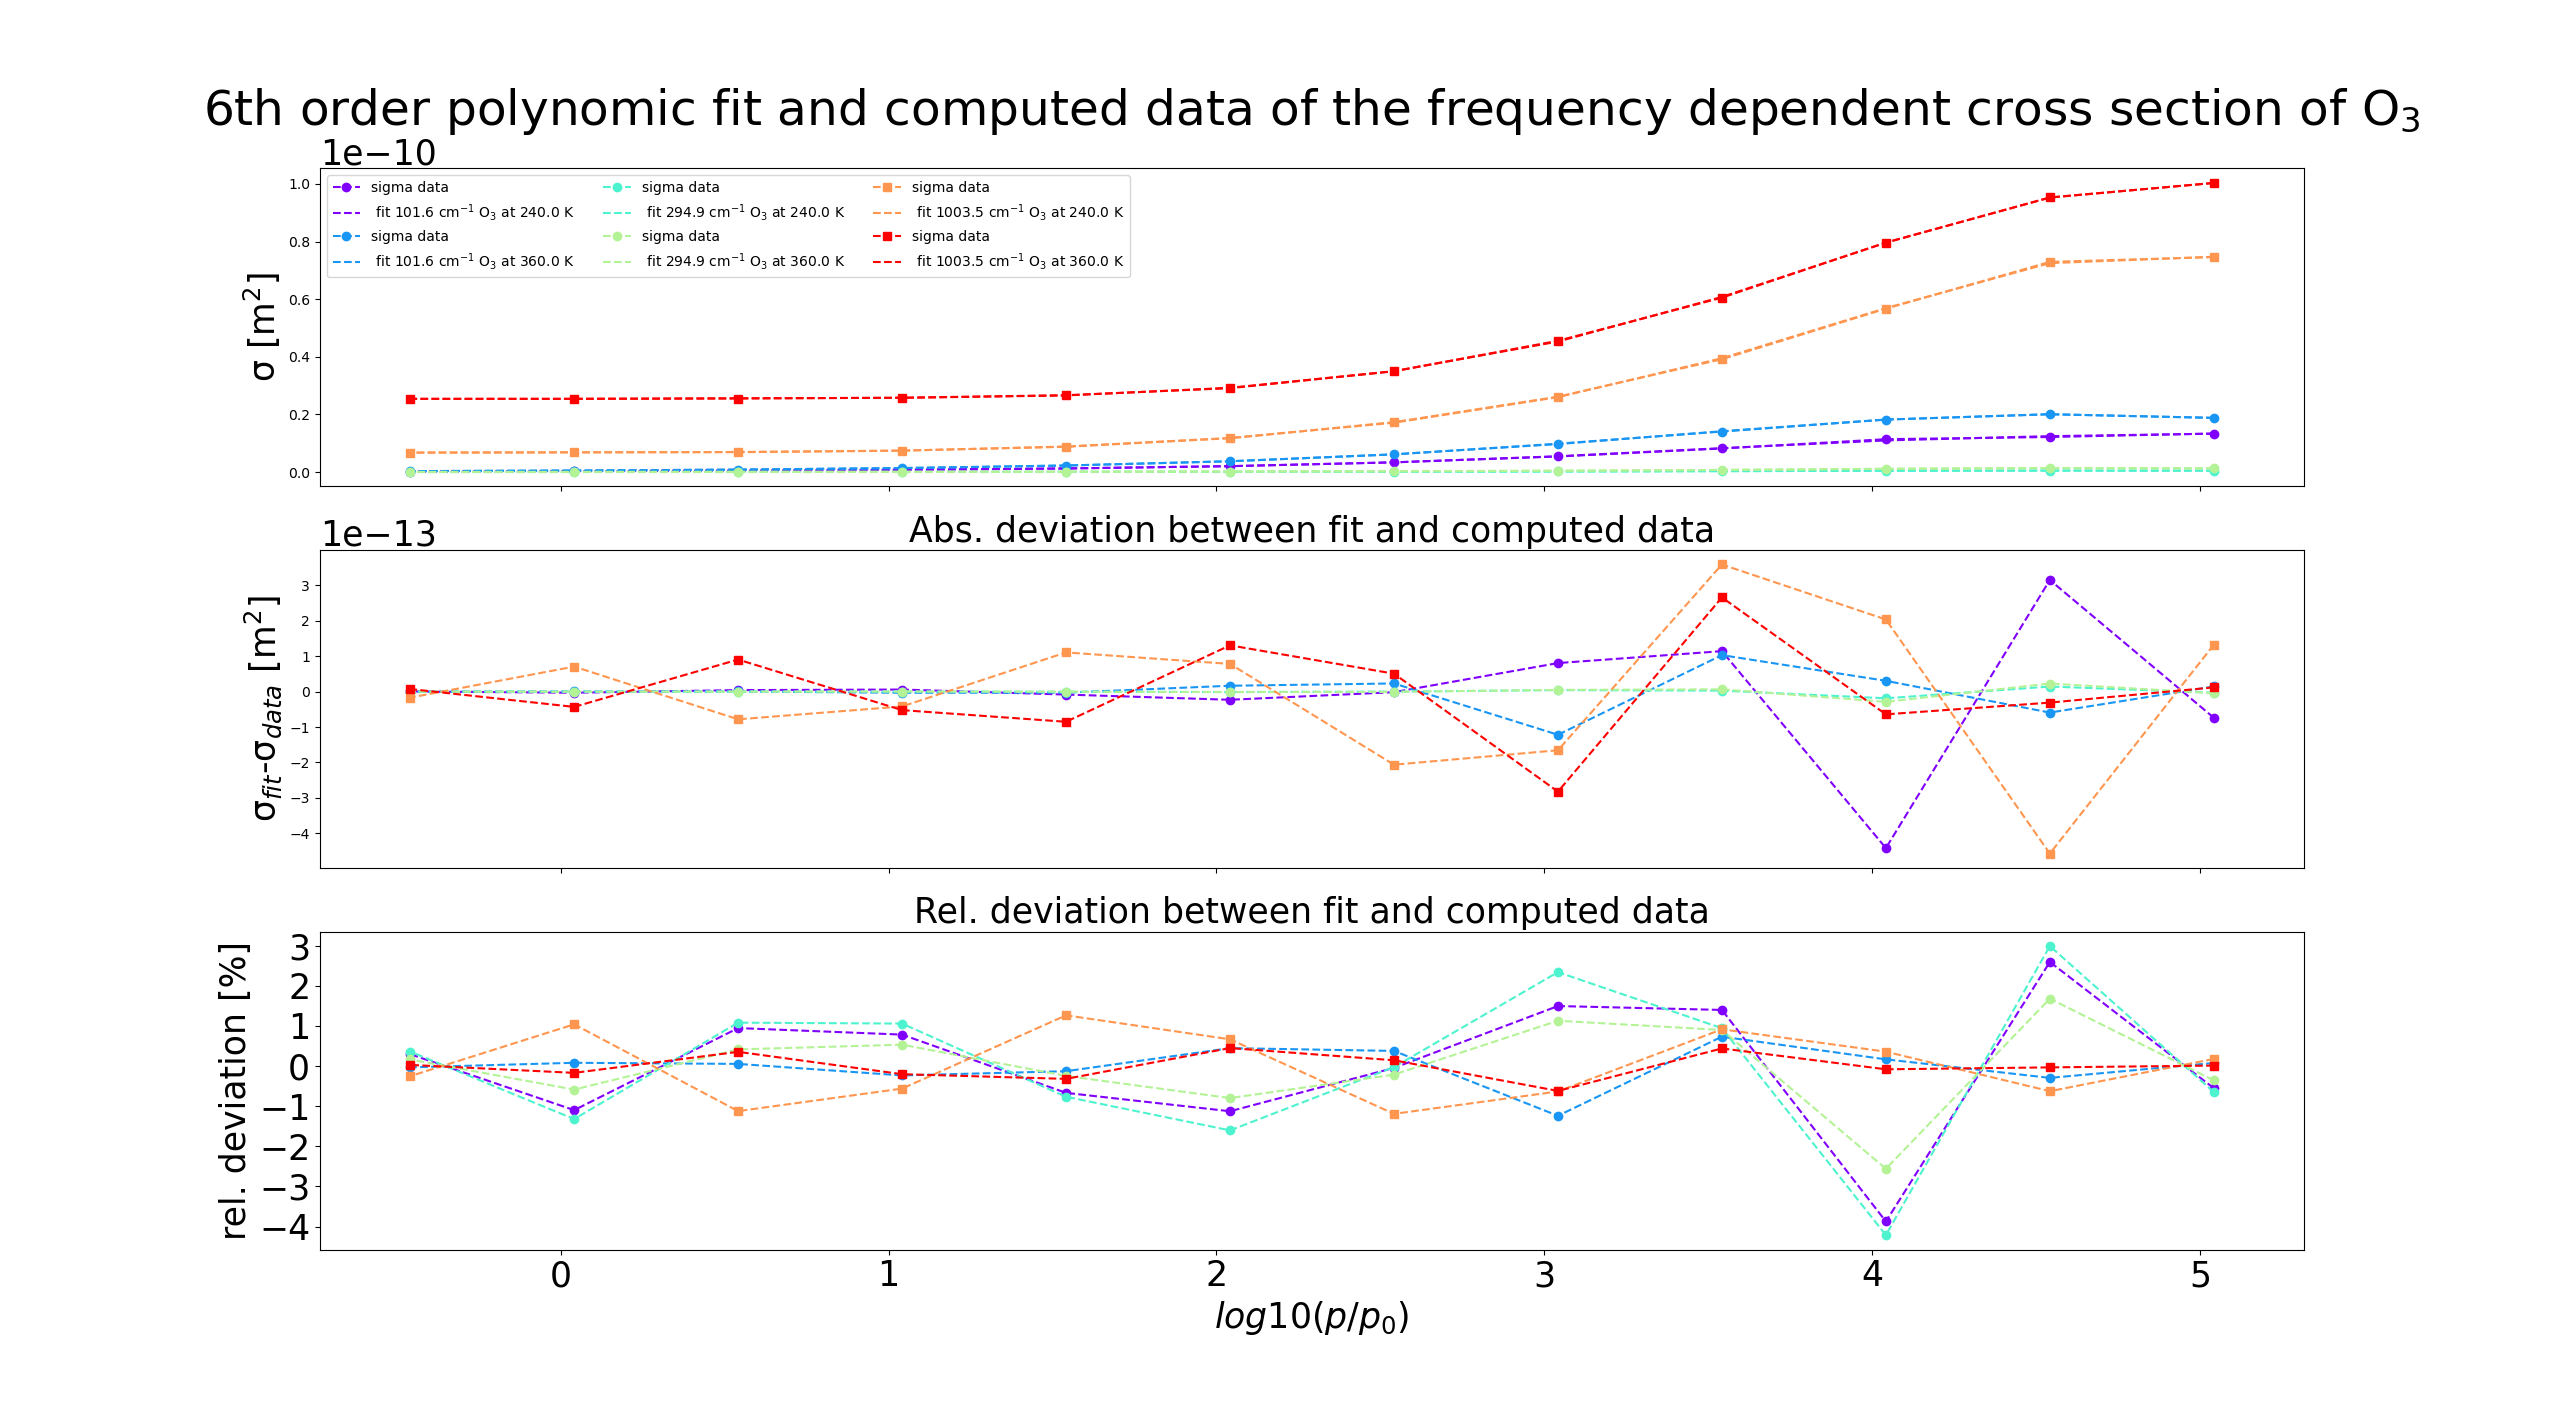 6th order polynomic fit and computed data of the frequency dependent cross section of O₃
1e−10
1.0
0.8
0.6
0.4
0.2
0.0
σ [m²]
sigma data
fit 101.6 cm⁻¹ O₃ at 240.0 K
sigma data
fit 101.6 cm⁻¹ O₃ at 360.0 K
sigma data
fit 294.9 cm⁻¹ O₃ at 240.0 K
sigma data
fit 294.9 cm⁻¹ O₃ at 360.0 K
sigma data
fit 1003.5 cm⁻¹ O₃ at 240.0 K
sigma data
fit 1003.5 cm⁻¹ O₃ at 360.0 K
Abs. deviation between fit and computed data
1e−13
3
2
1
0
−1
−2
−3
−4
σ_fit-σ_data [m²]
Rel. deviation between fit and computed data
3
2
1
0
−1
−2
−3
−4
rel. deviation [%]
0 1 2 3 4 5
log10(p/p₀)